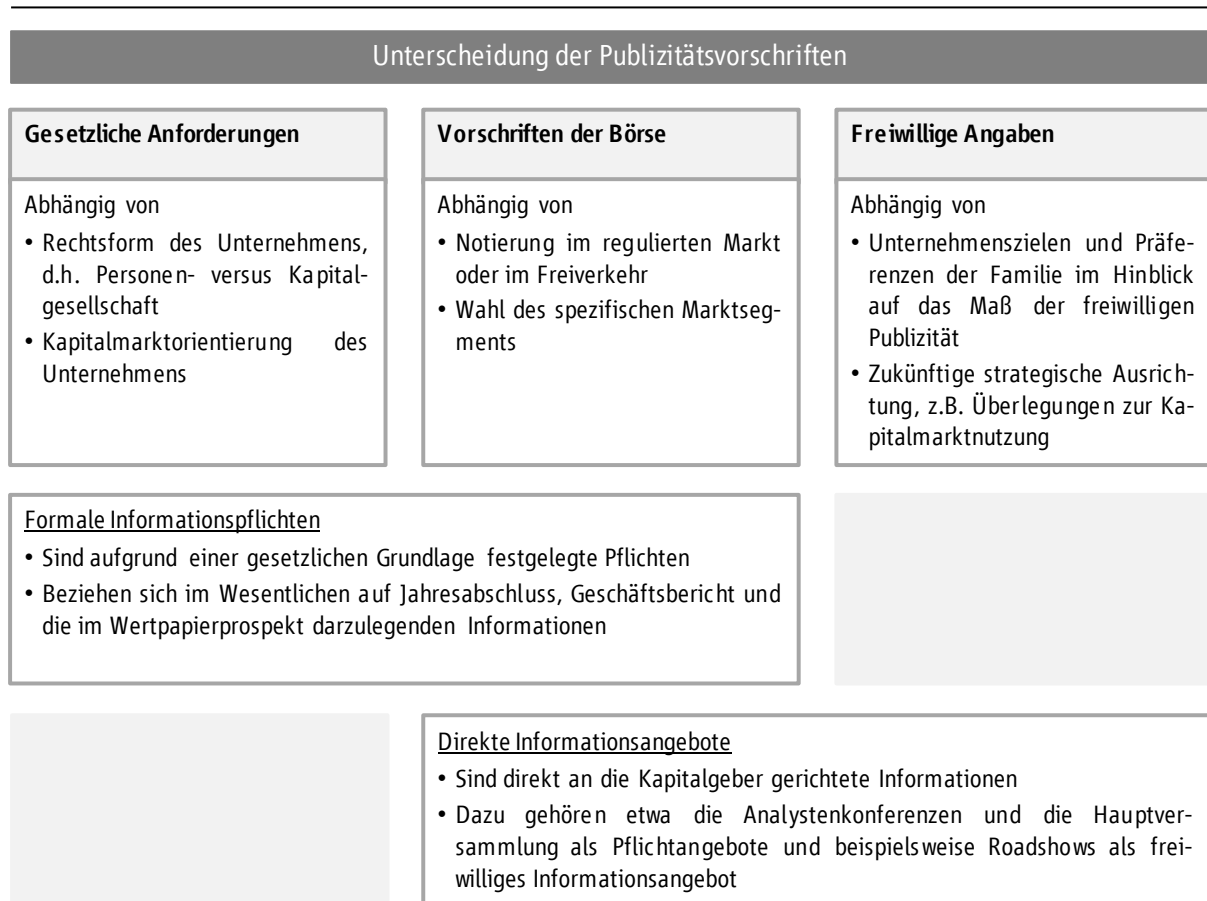 Unterscheidung der Publizitätsvorschriften
Gesetzliche Anforderungen
Abhängig von
• Rechtsform des Unternehmens,
d.h. Personen- versus Kapital-
gesellschaft
• Kapitalmarktorientierung des
Unternehmens
Vorschriften der Börse
Abhängig von
• Notierung im regulierten Markt
oder im Freiverkehr
• Wahl des spezifischen Marktseg-
ments
Freiwillige Angaben
Abhängig von
• Unternehmenszielen und Präfe-
renzen der Familie im Hinblick
auf das Maß der freiwilligen
Publizität
• Zukünftige strategische Ausrich-
tung, z.B. Überlegungen zur Ka-
pitalmarktnutzung
Formale Informationspflichten
• Sind aufgrund einer gesetzlichen Grundlage festgelegte Pflichten
• Beziehen sich im Wesentlichen auf Jahresabschluss, Geschäftsbericht und
die im Wertpapierprospekt darzulegenden Informationen
Direkte Informationsangebote
• Sind direkt an die Kapitalgeber gerichtete Informationen
• Dazu gehören etwa die Analystenkonferenzen und die Hauptver-
sammlung als Pflichtangebote und beispielsweise Roadshows als frei-
williges Informationsangebot